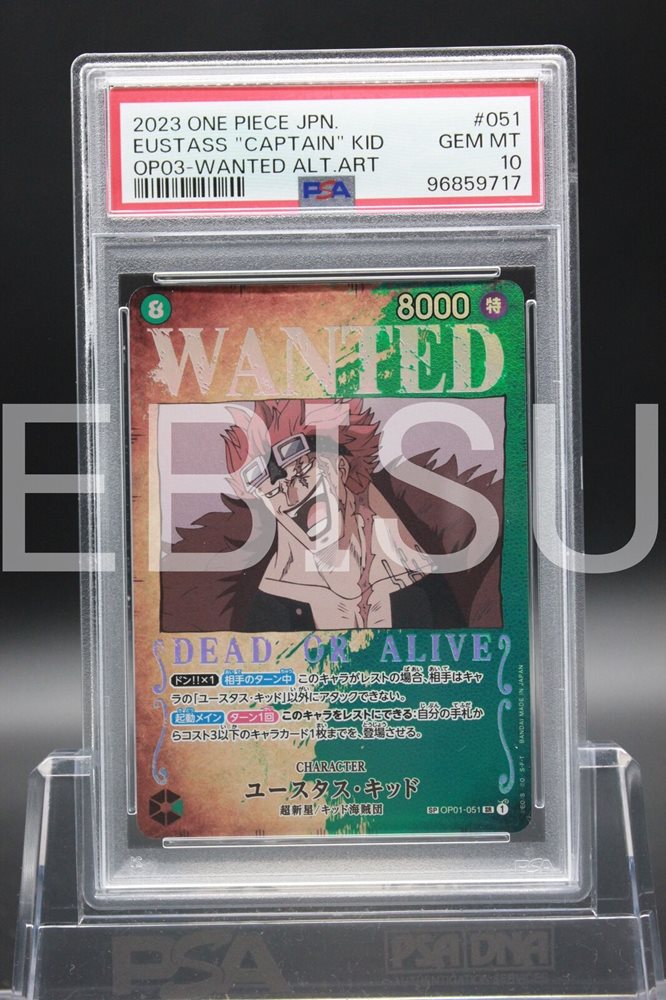 2023 ONE PIECE JPN. #051
EUSTASS "CAPTAIN" KID GEM MT
OP03-WANTED ALT.ART 10
PSA 96859717
8 8000 特
WANTED
EBISU
DEAD OR ALIVE
ドン!!×1 相手のターン中 このキャラがレストの場合、相手はキャ
ラの「ユースタス・キッド」以外にアタックできない。
起動メイン ターン1回 このキャラをレストにできる:自分の手札か
らコスト3以下のキャラカード1枚までを、登場させる。
CHARACTER
ユースタス・キッド
超新星/キッド海賊団
SP OP01-051 SR 1
BANDAI MADE IN JAPAN
PSA PSA/DNA